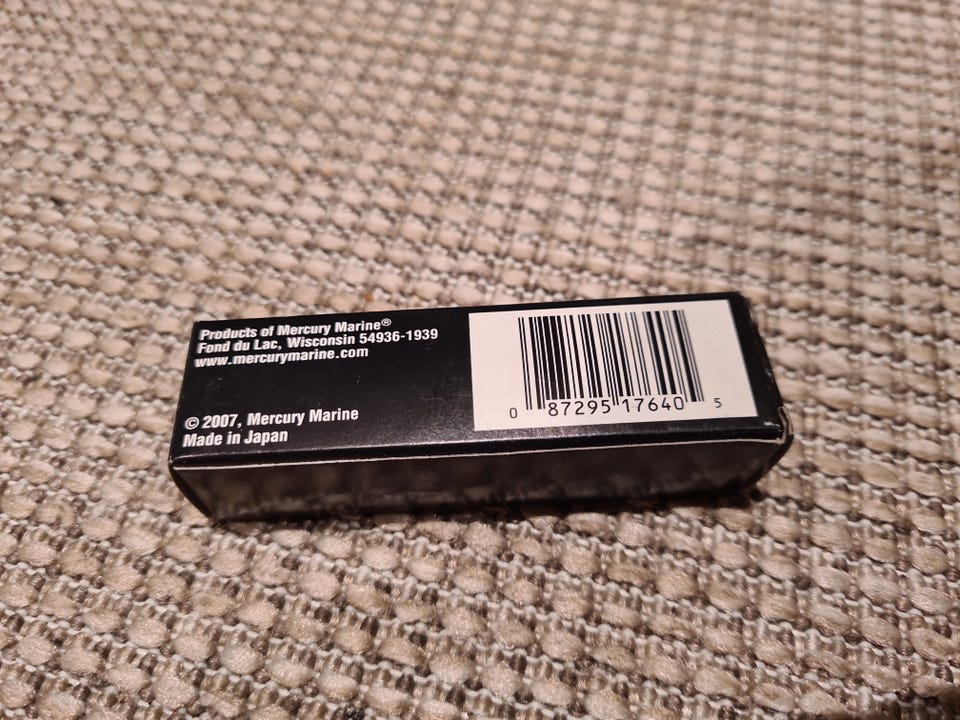 Products of Mercury Marine®
Fond du Lac, Wisconsin 54936-1939
www.mercurymarine.com
© 2007, Mercury Marine
Made in Japan
0 87295 17640 5